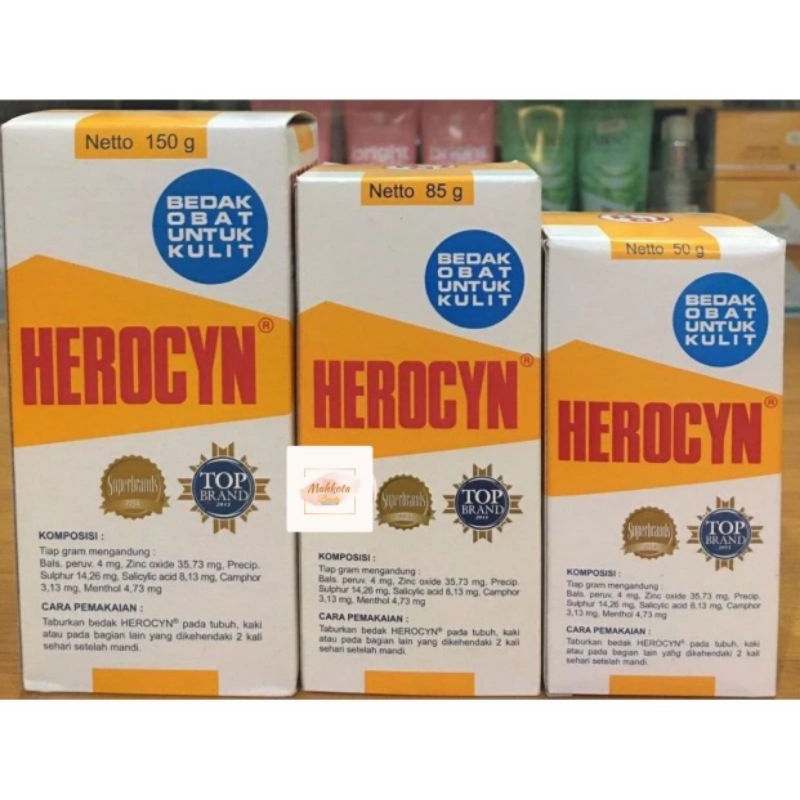 Netto 150 g
BEDAK
OBAT
UNTUK
KULIT
HEROCYN®
Superbrands
TOP
BRAND
2013
KOMPOSISI :
Tiap gram mengandung :
Bals. peruv. 4 mg, Zinc oxide 35,73 mg, Precip.
Sulphur 14,26 mg, Salicylic acid 8,13 mg, Camphor
3,13 mg, Menthol 4,73 mg
CARA PEMAKAIAN :
Taburkan bedak HEROCYN® pada tubuh, kaki
atau pada bagian lain yang dikehendaki 2 kali
sehari setelah mandi.
Netto 85 g
BEDAK
OBAT
UNTUK
KULIT
HEROCYN®
Mahkota
Superbrands
TOP
BRAND
2013
KOMPOSISI :
Tiap gram mengandung :
Bals. peruv. 4 mg, Zinc oxide 35,73 mg, Precip.
Sulphur 14,26 mg, Salicylic acid 8,13 mg, Camphor
3,13 mg, Menthol 4,73 mg
CARA PEMAKAIAN :
Taburkan bedak HEROCYN® pada tubuh, kaki
atau pada bagian lain yang dikehendaki 2 kali
sehari setelah mandi.
Netto 50 g
BEDAK
OBAT
UNTUK
KULIT
HEROCYN®
Superbrands
TOP
BRAND
2013
KOMPOSISI :
Tiap gram mengandung :
Bals. peruv. 4 mg, Zinc oxide 35,73 mg, Precip.
Sulphur 14,26 mg, Salicylic acid 8,13 mg, Camphor
3,13 mg, Menthol 4,73 mg
CARA PEMAKAIAN :
Taburkan bedak HEROCYN® pada tubuh, kaki
atau pada bagian lain yang dikehendaki 2 kali
sehari setelah mandi.